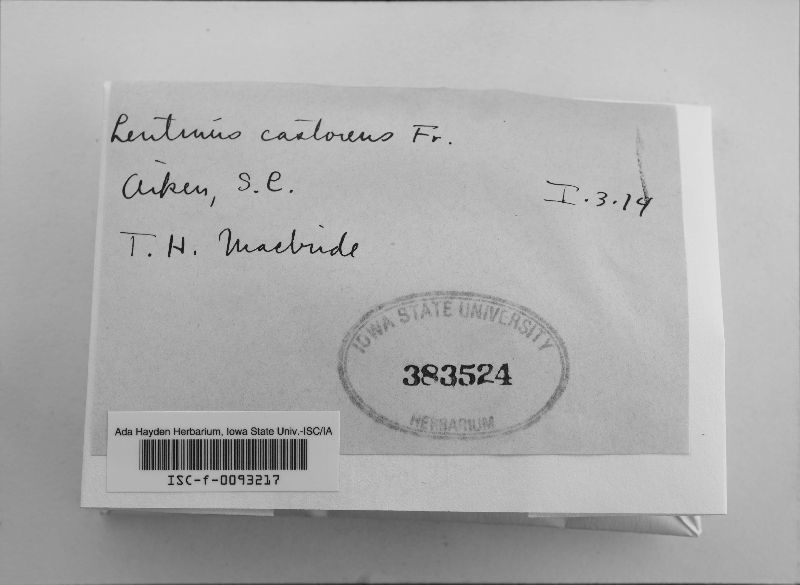 Lentinus castoreus Fr.
Aiken, S.C.
I.3.19
T. H. Macbride
IOWA STATE UNIVERSITY
383524
HERBARIUM
Ada Hayden Herbarium, Iowa State Univ.-ISC/IA
ISC-f-0093217